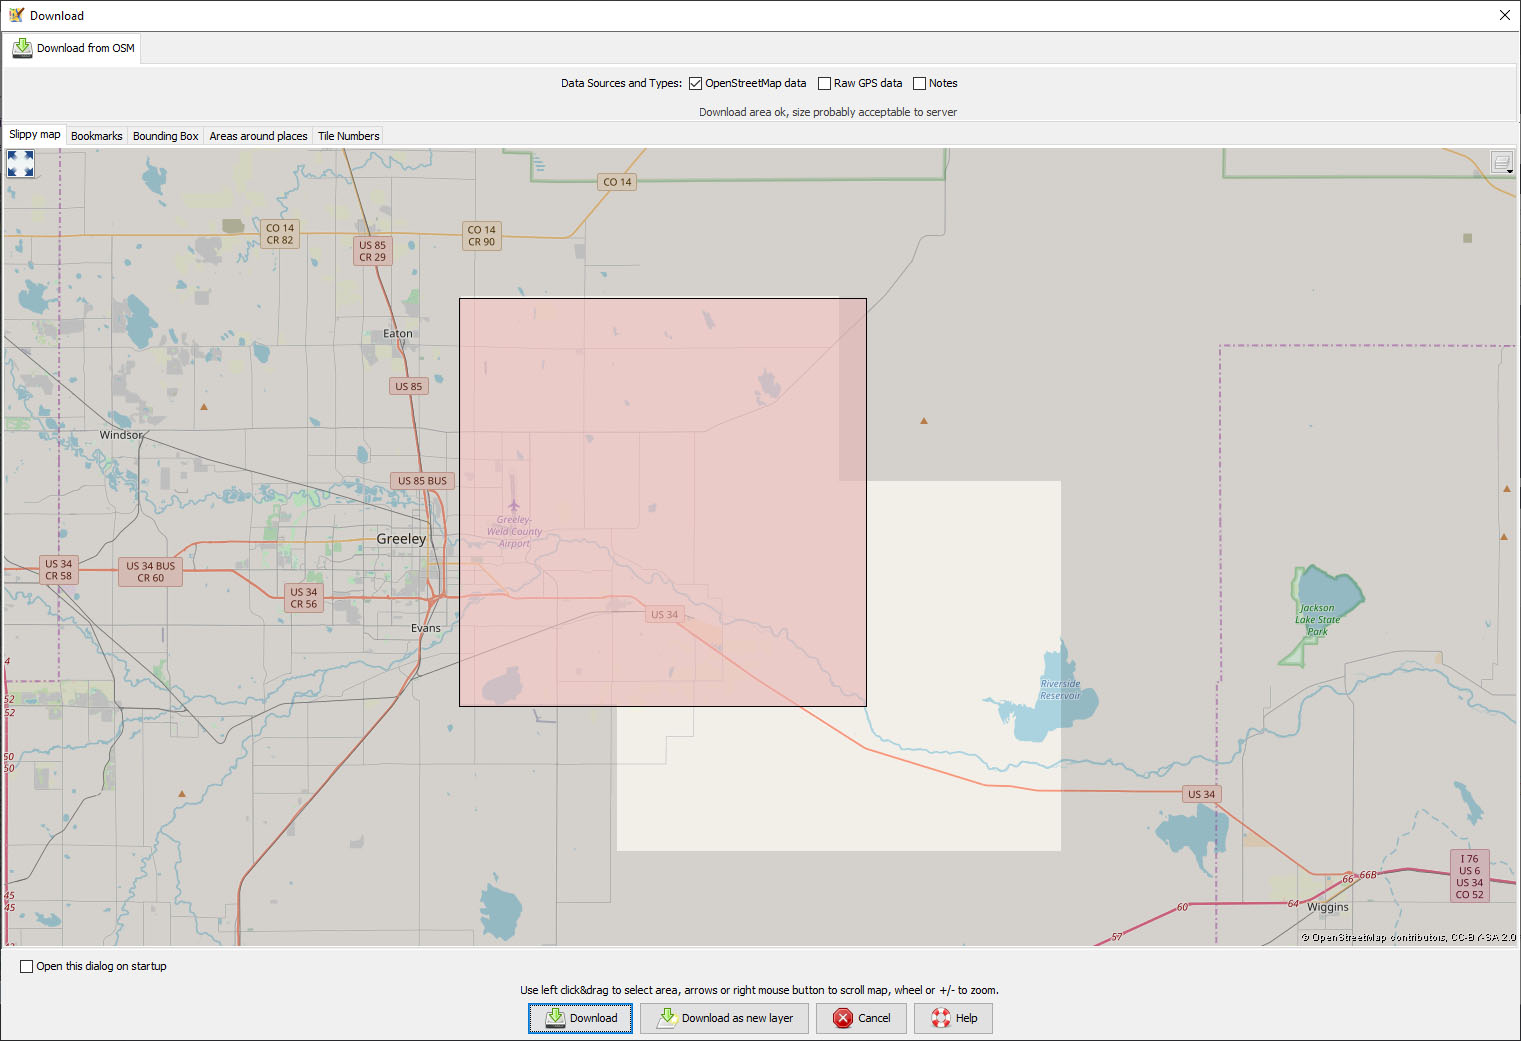 Download
Download from OSM
Data Sources and Types: OpenStreetMap data Raw GPS data Notes
Download area ok, size probably acceptable to server
Slippy map Bookmarks Bounding Box Areas around places Tile Numbers
CO 14
CO 14
CR 82
CO 14
CR 90
US 85
CR 29
Eaton
US 85
Windsor
US 85 BUS
Greeley-
Weld County
Airport
Greeley
US 34
CR 58
US 34 BUS
CR 60
US 34
CR 56
US 34
Evans
Jackson
Lake State
Park
4
Riverside
Reservoir
52
52
50
50
US 34
I 76
US 6
US 34
CO 52
66 66B
45
45
60
64
Wiggins
57
© OpenStreetMap contributors, CC-BY-SA 2.0
Open this dialog on startup
Use left click&drag to select area, arrows or right mouse button to scroll map, wheel or +/- to zoom.
Download Download as new layer Cancel Help